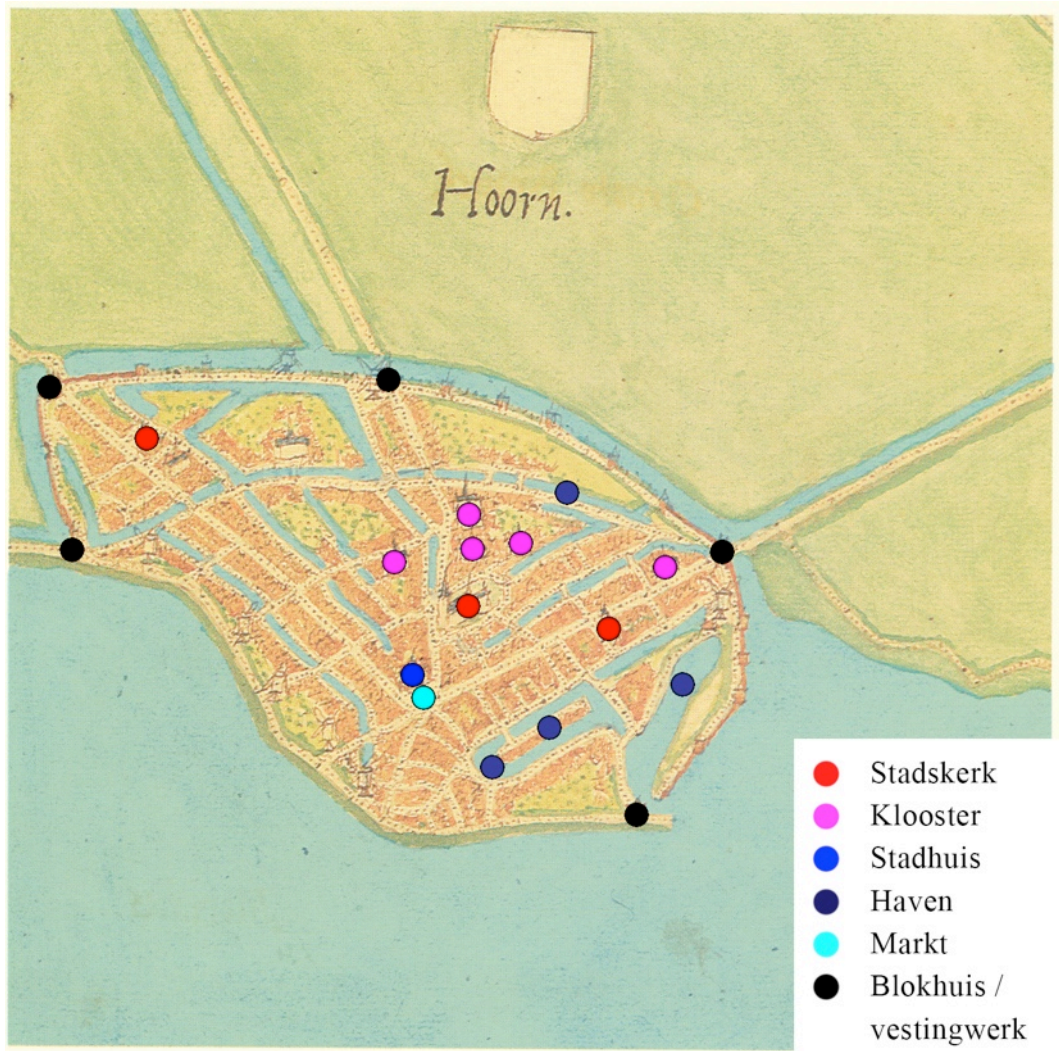 Hoorn.
Stadskerk
Klooster
Stadhuis
Haven
Markt
Blokhuis /
vestingwerk